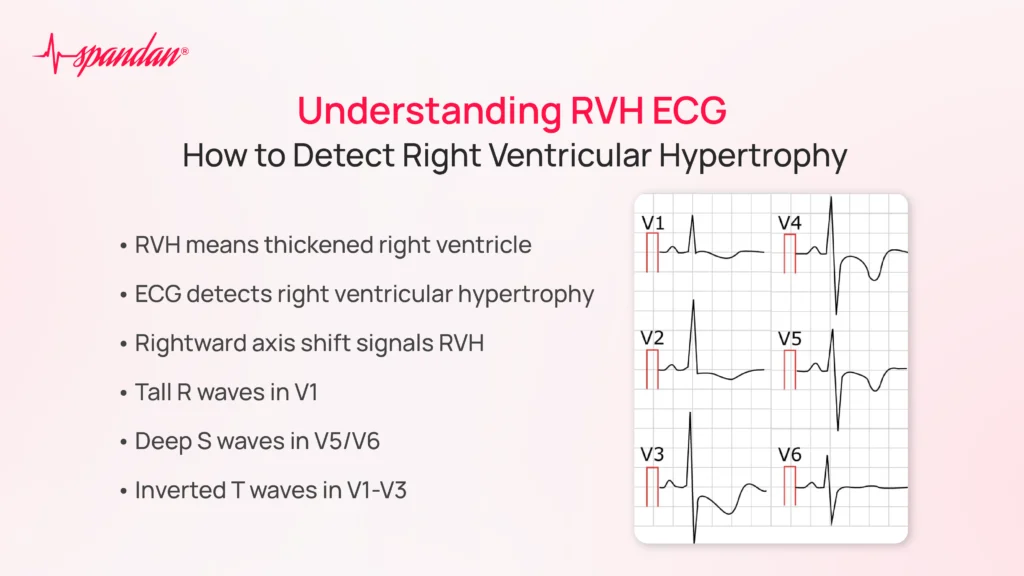 spandan®
Understanding RVH ECG
How to Detect Right Ventricular Hypertrophy
• RVH means thickened right ventricle
• ECG detects right ventricular hypertrophy
• Rightward axis shift signals RVH
• Tall R waves in V1
• Deep S waves in V5/V6
• Inverted T waves in V1-V3
V1
V4
V2
V5
V3
V6